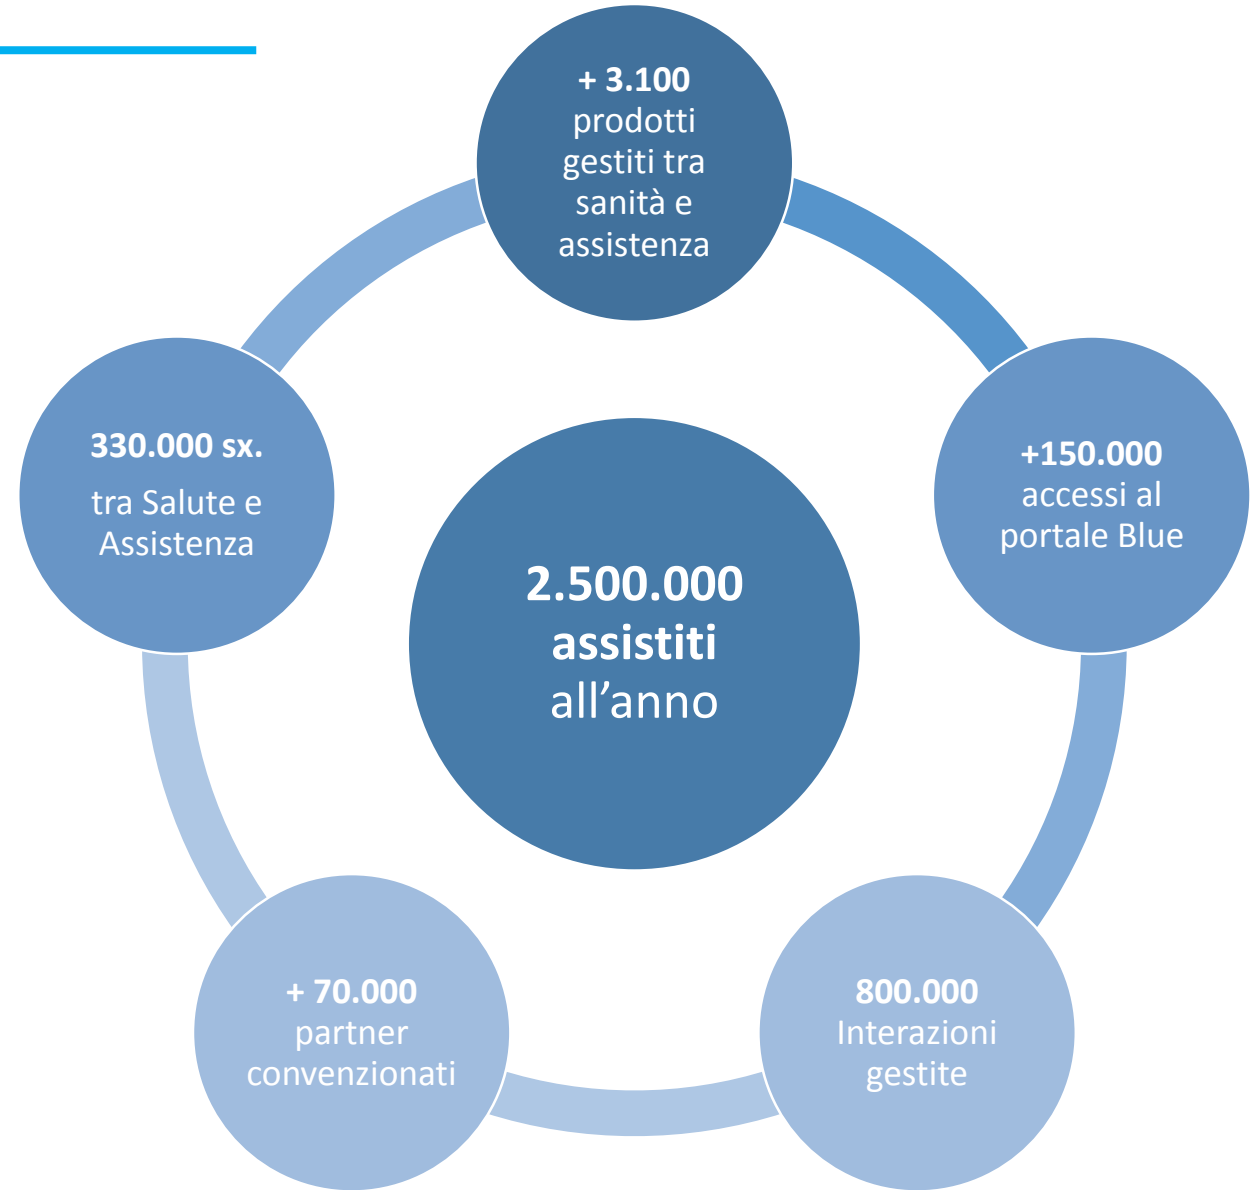 + 3.100
prodotti
gestiti tra
sanità e
assistenza
+150.000
accessi al
portale Blue
800.000
Interazioni
gestite
+ 70.000
partner
convenzionati
330.000 sx.
tra Salute e
Assistenza
2.500.000
assistiti
all’anno